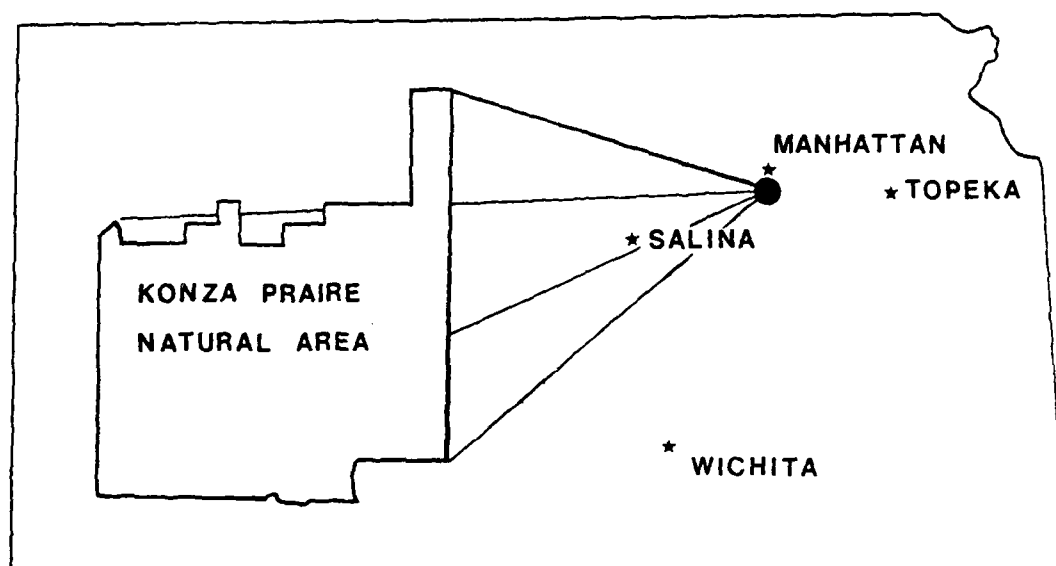 MANHATTAN
TOPEKA
SALINA
KONZA PRAIRE
NATURAL AREA
WICHITA